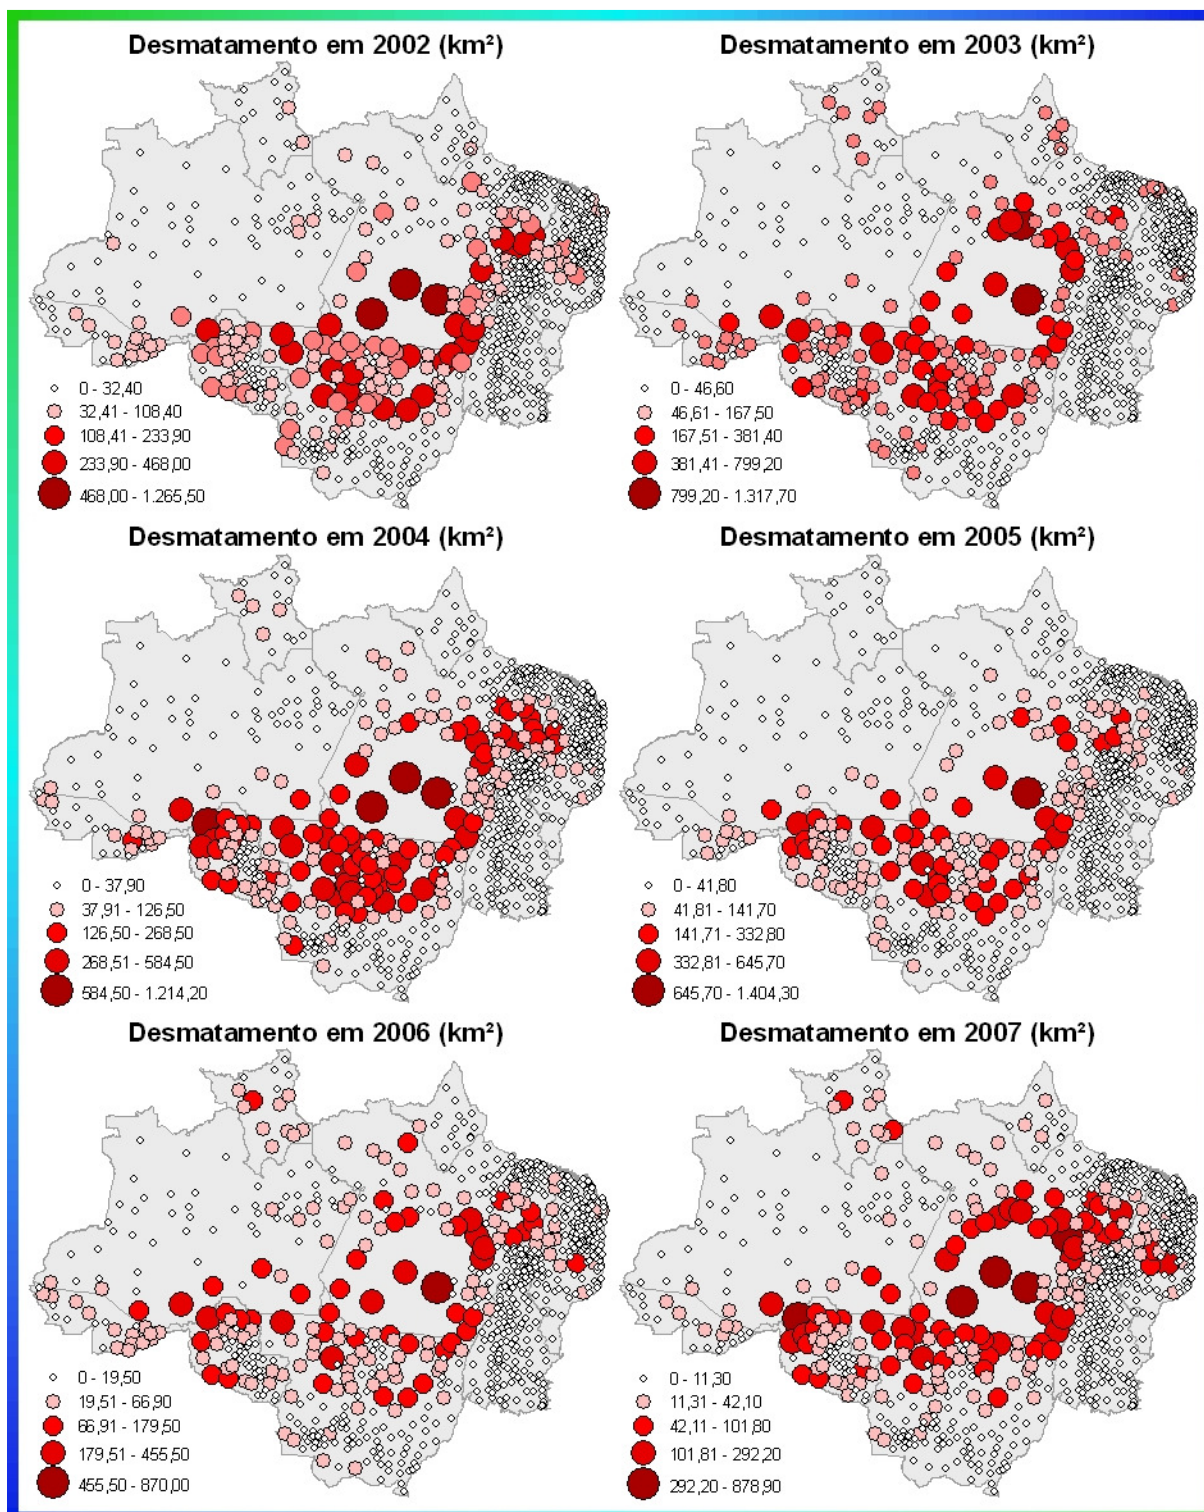 Desmatamento em 2002 (km²)
0 - 32,40
32,41 - 108,40
108,41 - 233,90
233,90 - 468,00
468,00 - 1.265,50
Desmatamento em 2003 (km²)
0 - 46,60
46,61 - 167,50
167,51 - 381,40
381,41 - 799,20
799,20 - 1.317,70
Desmatamento em 2004 (km²)
0 - 37,90
37,91 - 126,50
126,50 - 268,50
268,51 - 584,50
584,50 - 1.214,20
Desmatamento em 2005 (km²)
0 - 41,80
41,81 - 141,70
141,71 - 332,80
332,81 - 645,70
645,70 - 1.404,30
Desmatamento em 2006 (km²)
0 - 19,50
19,51 - 66,90
66,91 - 179,50
179,51 - 455,50
455,50 - 870,00
Desmatamento em 2007 (km²)
0 - 11,30
11,31 - 42,10
42,11 - 101,80
101,81 - 292,20
292,20 - 878,90